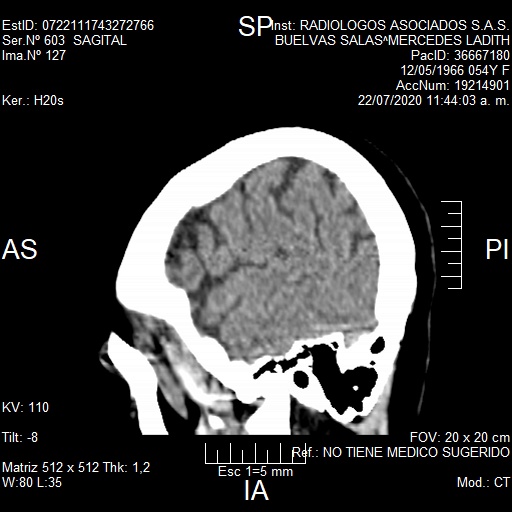 EstID: 0722111743272766
Ser.Nº 603 SAGITAL
Ima.Nº 127
Ker.: H20s
SP
Inst: RADIOLOGOS ASOCIADOS S.A.S.
BUELVAS SALAS^MERCEDES LADITH
PacID: 36667180
12/05/1966 054Y F
AccNum: 19214901
22/07/2020 11:44:03 a. m.
AS
PI
KV: 110
Tilt: -8
Matriz 512 x 512 Thk: 1,2
W:80 L:35
Esc 1=5 mm
IA
FOV: 20 x 20 cm
Ref.: NO TIENE MEDICO SUGERIDO
Mod.: CT